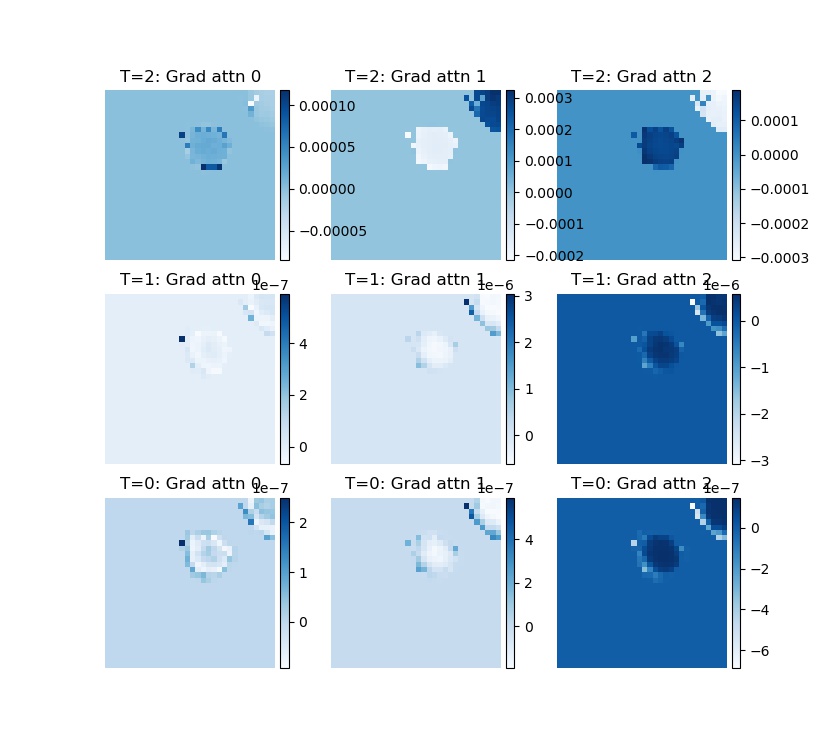 T=2: Grad attn 0
T=2: Grad attn 1
T=2: Grad attn 2
0.00010
0.00005
0.00000
−0.00005
0.0003
0.0002
0.0001
0.0000
−0.0001
−0.0002
0.0001
0.0000
−0.0001
−0.0002
−0.0003
T=1: Grad attn 0
1e−7
T=1: Grad attn 1
1e−6
T=1: Grad attn 2
1e−6
4
2
0
3
2
1
0
0
−1
−2
−3
T=0: Grad attn 0
1e−7
T=0: Grad attn 1
1e−7
T=0: Grad attn 2
1e−7
2
1
0
4
2
0
0
−2
−4
−6